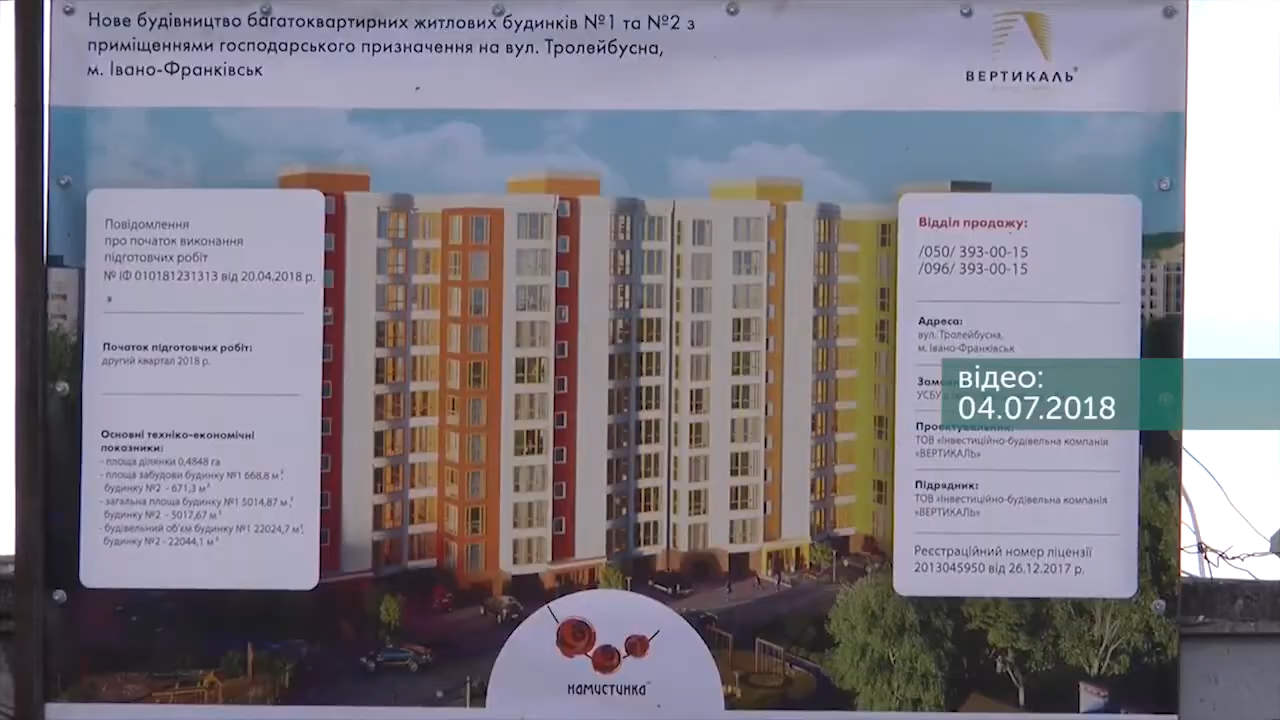 Нове будівництво багатоквартирних житлових будинків №1 та №2 з
приміщеннями господарського призначення на вул. Тролейбусна,
м. Івано-Франківськ
ВЕРТИКАЛЬ
Повідомлення
про початок виконання
підготовчих робіт
№ ІФ 010181231313 від 20.04.2018 р.
Початок підготовчих робіт:
другий квартал 2018 р.
Основні техніко-економічні
показники:
- площа ділянки 0,4848 га
- площа забудови будинку №1 668,8 м²,
будинку №2 - 671,3 м²
- загальна площа будинку №1 5014,87 м²,
будинку №2 - 5017,67 м²
- будівельний об'єм будинку №1 22024,7 м³,
будинку №2 - 22044,1 м³
Відділ продажу:
/050/ 393-00-15
/096/ 393-00-15
Адреса:
вул. Тролейбусна,
м. Івано-Франківськ
УСБУ
відео:
04.07.2018
Проєктувальник:
ТОВ «Інвестиційно-будівельна компанія
«ВЕРТИКАЛЬ»
Підрядник:
ТОВ «Інвестиційно-будівельна компанія
«ВЕРТИКАЛЬ»
Реєстраційний номер ліцензії
2013045950 від 26.12.2017 р.
намистинка